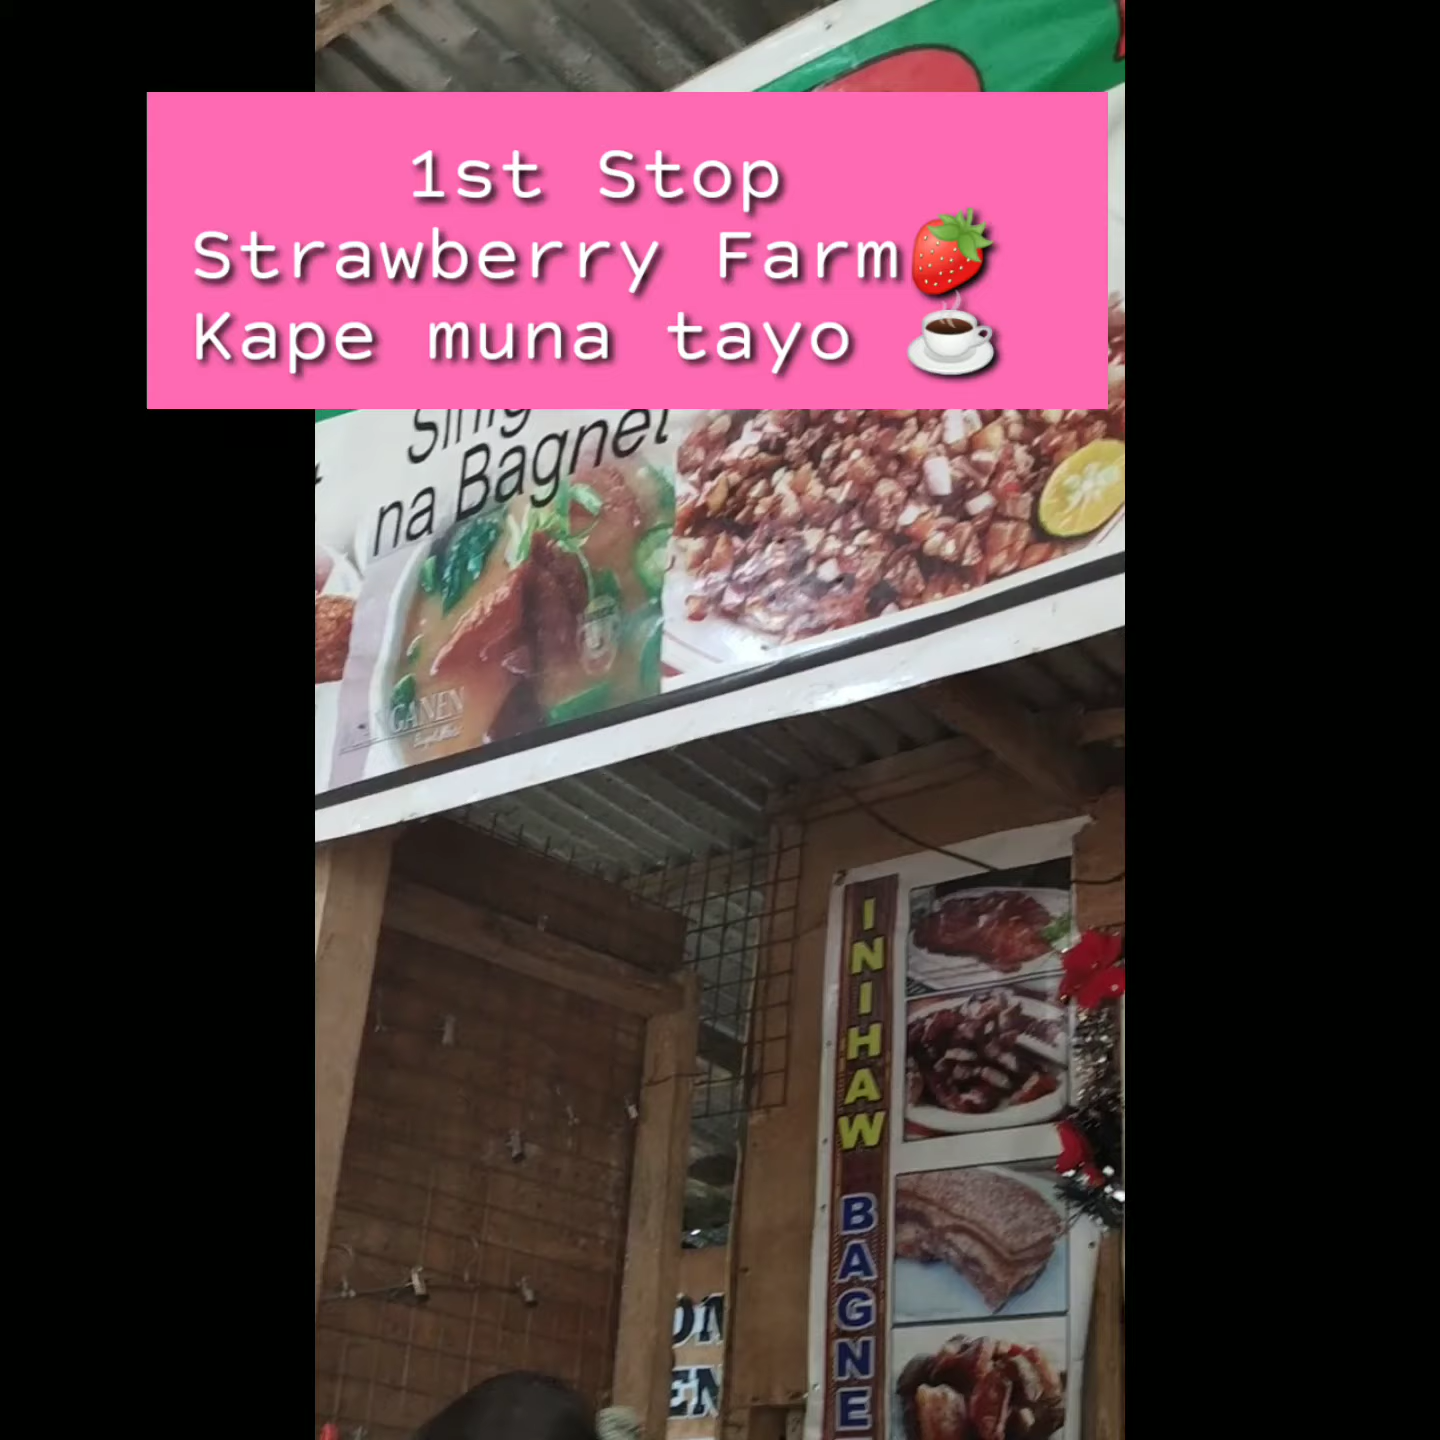 1st Stop
Strawberry Farm🍓
Kape muna tayo ☕
na Bagnet
INIHAW
BAGNE